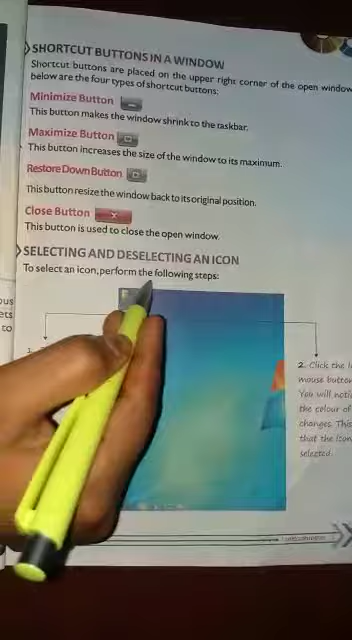 SHORTCUT BUTTONS IN A WINDOW
Shortcut buttons are placed on the upper right corner of the open window
below are the four types of shortcut buttons:
Minimize Button
This button makes the window shrink to the taskbar.
Maximize Button
This button increases the size of the window to its maximum.
Restore Down Button
This button resize the window back to its original position.
Close Button
This button is used to close the open window.
SELECTING AND DESELECTING AN ICON
To select an icon, perform the following steps:
ets
to
1.
2. Click the
mouse button
You will
the colour of
changes. This
that the icon
selected.